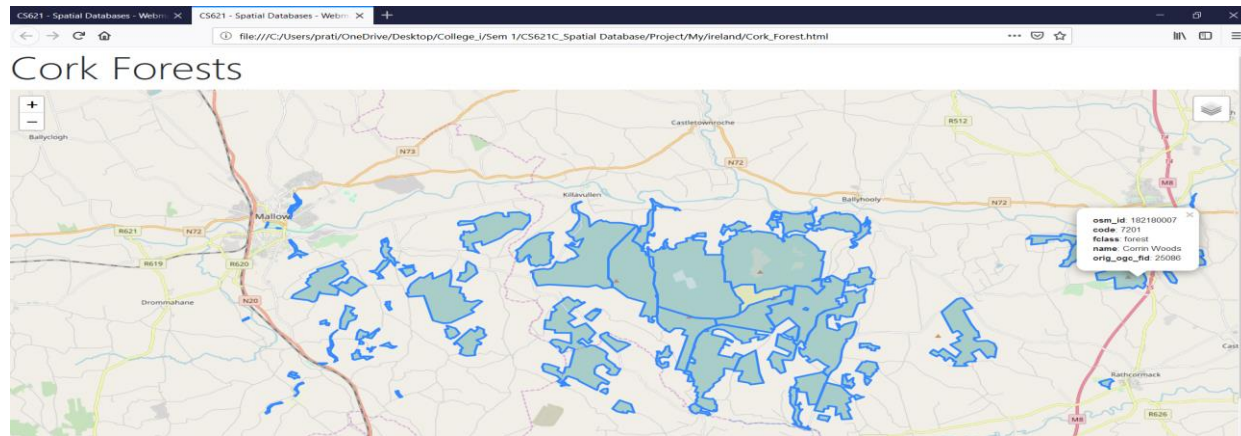 CS621 - Spatial Databases - Webm
CS621 - Spatial Databases - Webm
file:///C:/Users/prati/OneDrive/Desktop/College_i/Sem 1/CS621C_Spatial Database/Project/My/ireland/Cork_Forest.html
Cork Forests
+
−
Ballyclogh
Castletownroche
R512
N73
N72
M8
Killavullen
Ballyhooly
N72
Mallow
R621
N72
R619
R620
Drommahane
N20
osm_id: 182180007
code: 7201
fclass: forest
name: Corrin Woods
orig_ogc_fid: 25086
Cast
Rathcormack
M8
R626